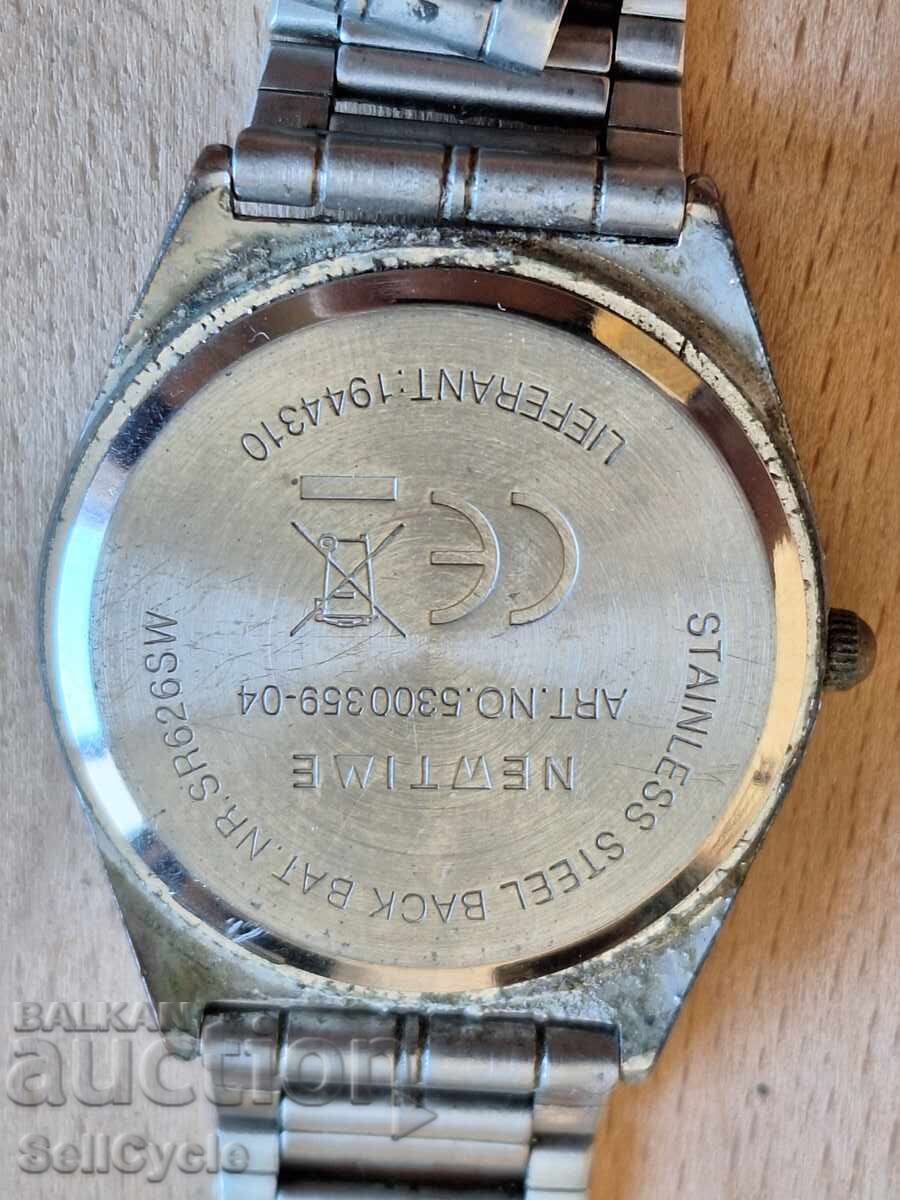 STAINLESS STEEL BACK BAT.NR.SR626SW
NEWTIME
ART.NO.5300359-04
CE
LIEFERANT:1944310
BALKAN
auction
SellCycle